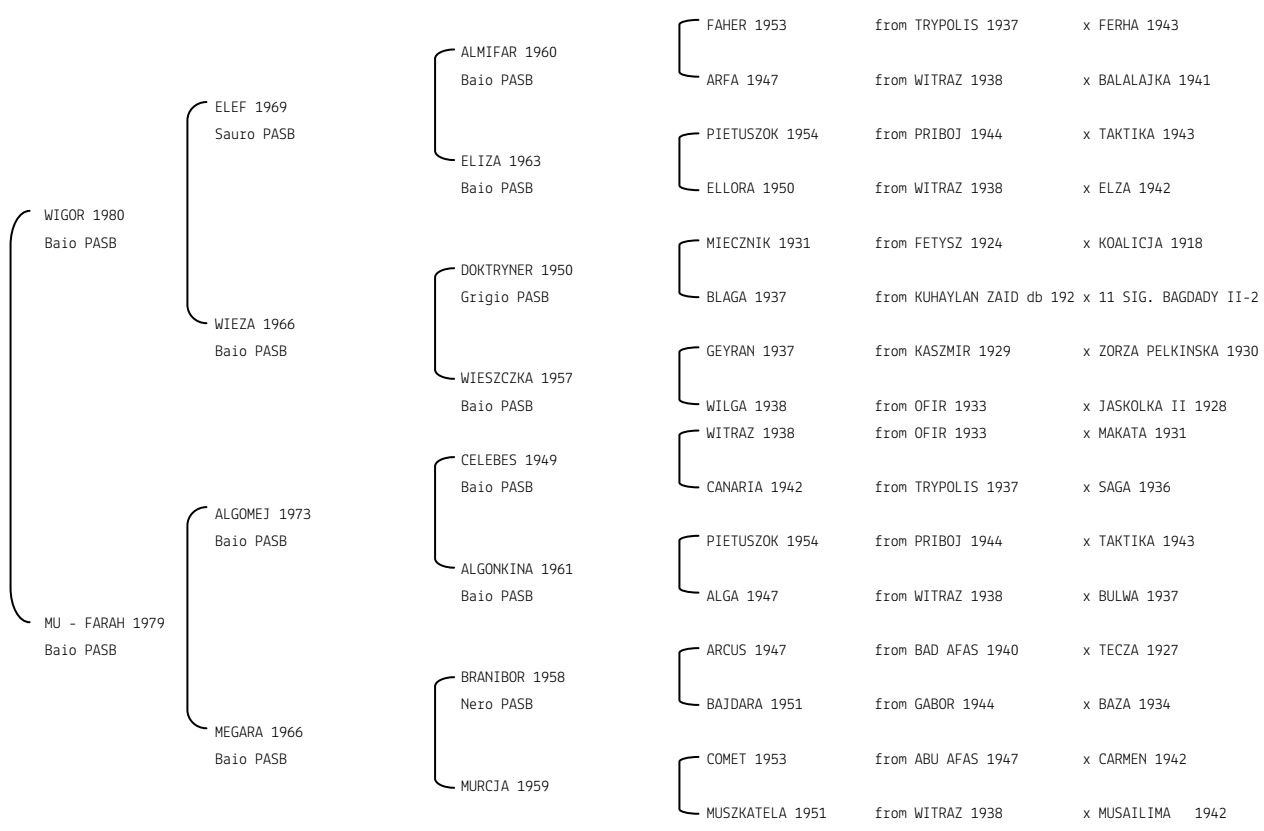 FAHER 1953 from TRYPOLIS 1937 x FERHA 1943
ALMIFAR 1960
Baio PASB ARFA 1947 from WITRAZ 1938 x BALALAJKA 1941
ELEF 1969
Sauro PASB PIETUSZOK 1954 from PRIBOJ 1944 x TAKTIKA 1943
ELIZA 1963
Baio PASB ELLORA 1950 from WITRAZ 1938 x ELZA 1942
WIGOR 1980
Baio PASB MIECZNIK 1931 from FETYSZ 1924 x KOALICJA 1918
DOKTRYNER 1950
Grigio PASB BLAGA 1937 from KUHAYLAN ZAID db 192 x 11 SIG. BAGDADY II-2
WIEZA 1966
Baio PASB GEYRAN 1937 from KASZMIR 1929 x ZORZA PELKINSKA 1930
WIESZCZKA 1957
Baio PASB WILGA 1938 from OFIR 1933 x JASKOLKA II 1928
WITRAZ 1938 from OFIR 1933 x MAKATA 1931
CELEBES 1949
Baio PASB CANARIA 1942 from TRYPOLIS 1937 x SAGA 1936
ALGOMEJ 1973
Baio PASB PIETUSZOK 1954 from PRIBOJ 1944 x TAKTIKA 1943
ALGONKINA 1961
Baio PASB ALGA 1947 from WITRAZ 1938 x BULWA 1937
MU - FARAH 1979
Baio PASB ARCUS 1947 from BAD AFAS 1940 x TECZA 1927
BRANIBOR 1958
Nero PASB BAJDARA 1951 from GABOR 1944 x BAZA 1934
MEGARA 1966
Baio PASB COMET 1953 from ABU AFAS 1947 x CARMEN 1942
MURCJA 1959
MUSZKATELA 1951 from WITRAZ 1938 x MUSAILIMA 1942